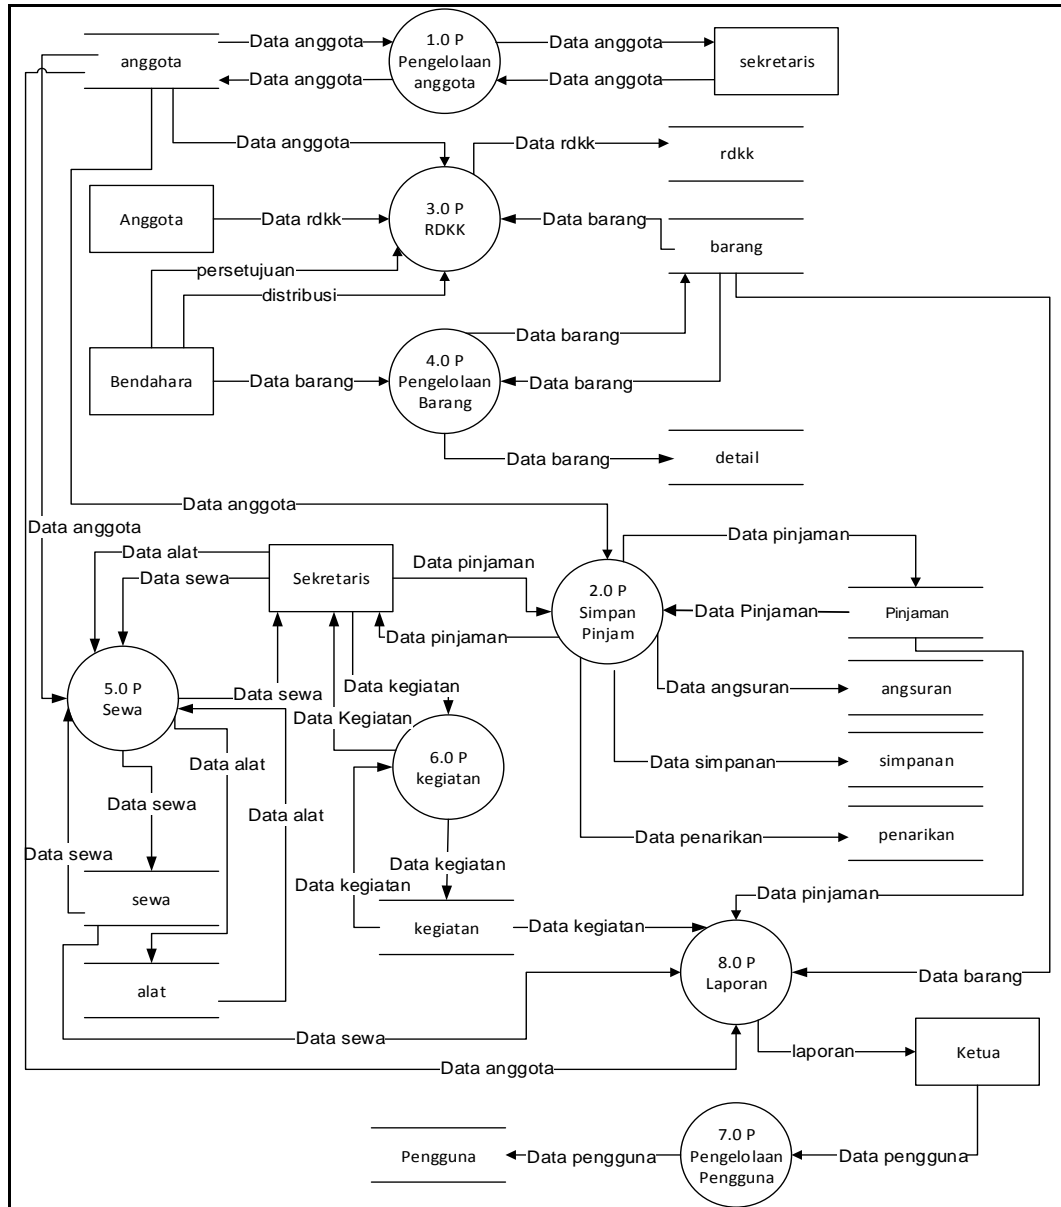 Data anggota
1.0 P
Pengelolaan
anggota
Data anggota
anggota
sekretaris
Data anggota
Data anggota
Data anggota
Data rdkk
rdkk
Anggota
Data rdkk
3.0 P
RDKK
Data barang
barang
persetujuan
distribusi
Data barang
Bendahara
Data barang
4.0 P
Pengelolaan
Barang
Data barang
Data barang
detail
Data anggota
Data anggota
Data alat
Data sewa
Sekretaris
Data pinjaman
Data pinjaman
2.0 P
Simpan
Pinjam
Data pinjaman
Data Pinjaman
Pinjaman
5.0 P
Sewa
Data sewa
Data kegiatan
Data Kegiatan
Data angsuran
angsuran
6.0 P
kegiatan
Data simpanan
simpanan
Data alat
Data sewa
Data alat
Data penarikan
penarikan
Data sewa
Data kegiatan
Data kegiatan
Data pinjaman
sewa
kegiatan
Data kegiatan
8.0 P
Laporan
Data barang
alat
Data sewa
Data anggota
laporan
Ketua
Pengguna
Data pengguna
7.0 P
Pengelolaan
Pengguna
Data pengguna